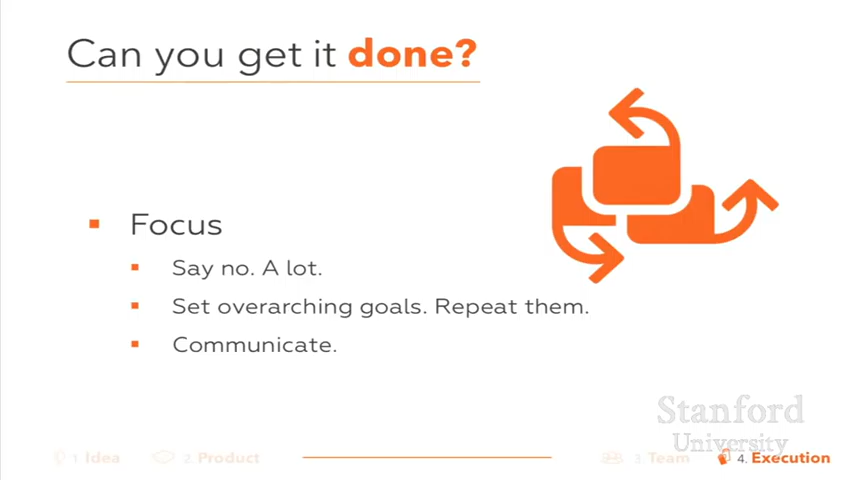 Can you get it done?
Focus
Say no. A lot.
Set overarching goals. Repeat them.
Communicate.
Stanford
University
1. Idea 2. Product 3. Team 4. Execution